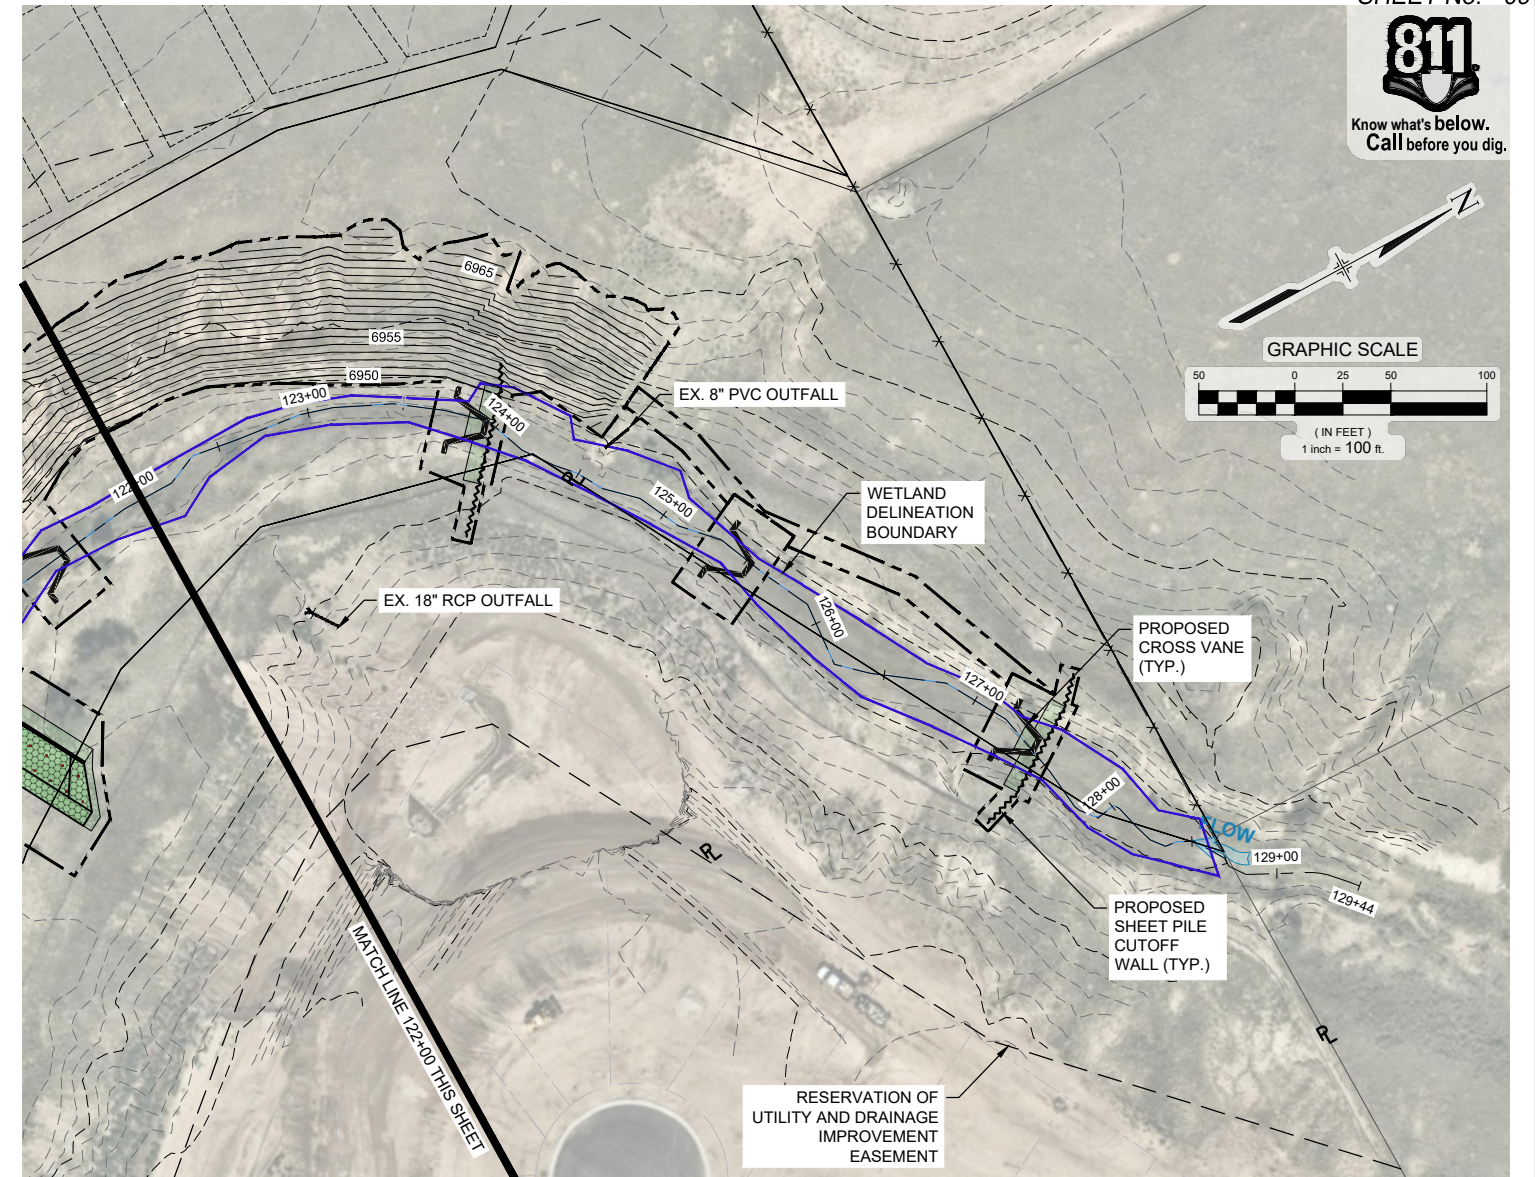 811
Know what's below.
Call before you dig.
N
GRAPHIC SCALE
50 0 25 50 100
( IN FEET )
1 inch = 100 ft.
6965
6955
6950
123+00
124+00
122+00
EX. 8" PVC OUTFALL
PL
125+00
WETLAND
DELINEATION
BOUNDARY
EX. 18" RCP OUTFALL
126+00
PROPOSED
CROSS VANE
(TYP.)
127+00
128+00
FLOW
129+00
129+44
PL
PROPOSED
SHEET PILE
CUTOFF
WALL (TYP.)
MATCH LINE 122+00 THIS SHEET
PL
RESERVATION OF
UTILITY AND DRAINAGE
IMPROVEMENT
EASEMENT